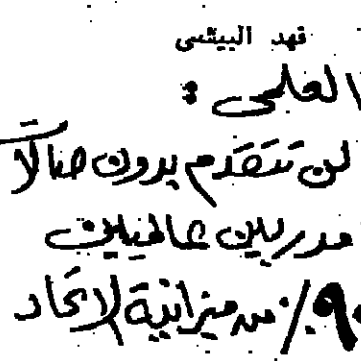 فهد البيشي
العلمي :
لن تتقدم بدون صالات
مدربين عالميين
٩٠٪ من ميزانية الاتحاد